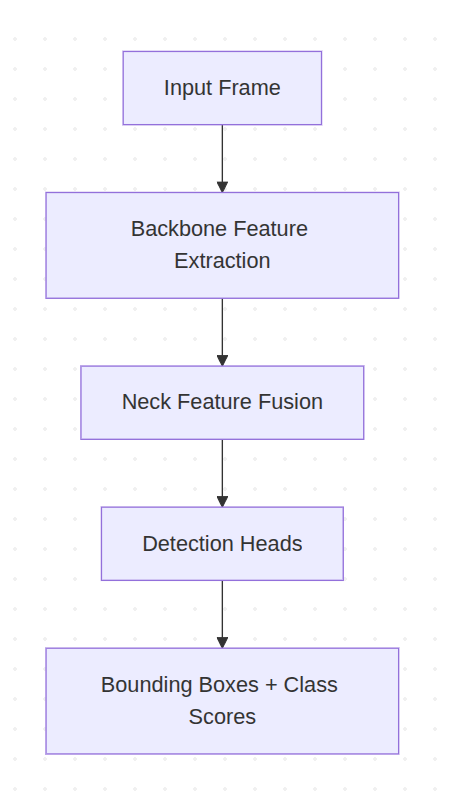 Input Frame
Backbone Feature
Extraction
Neck Feature Fusion
Detection Heads
Bounding Boxes + Class
Scores